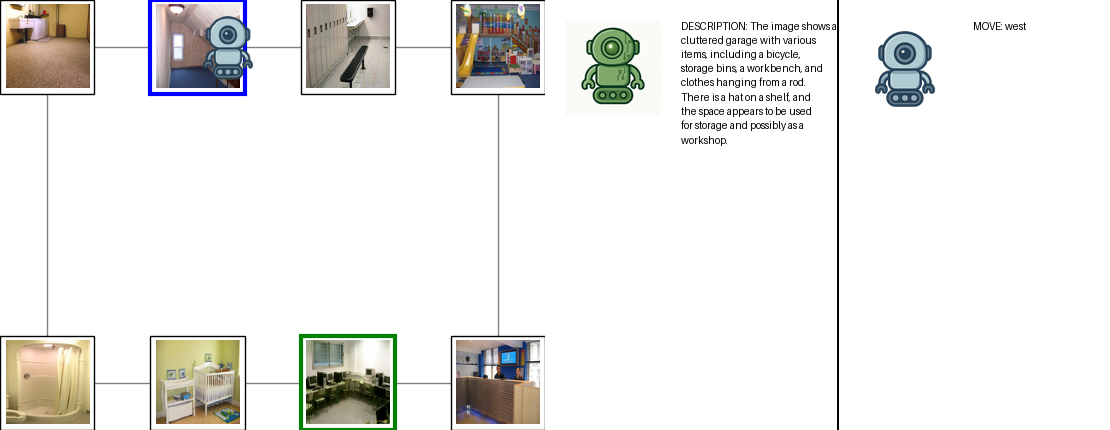 DESCRIPTION: The image shows a
cluttered garage with various
items, including a bicycle,
storage bins, a workbench, and
clothes hanging from a rod.
There is a hat on a shelf, and
the space appears to be used
for storage and possibly as a
workshop.
MOVE: west